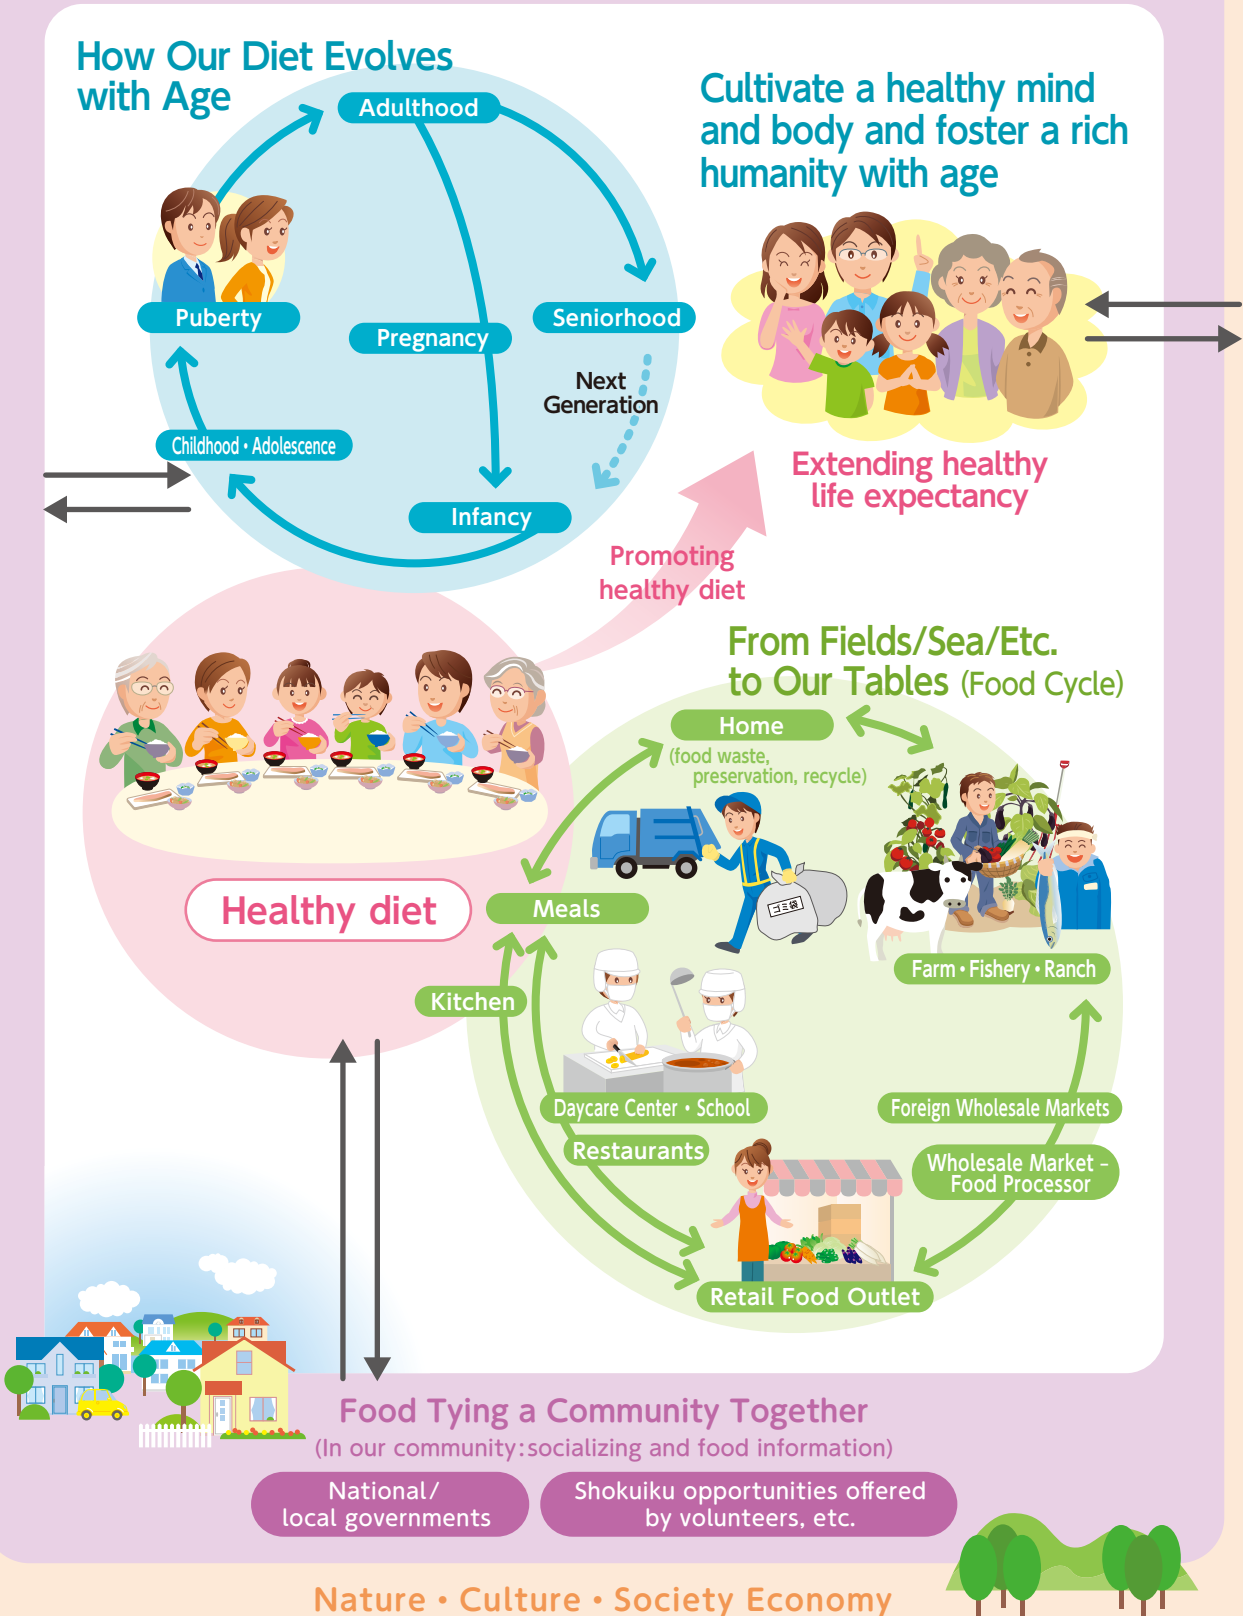 How Our Diet Evolves
with Age
Adulthood
Cultivate a healthy mind
and body and foster a rich
humanity with age
Puberty
Pregnancy
Seniorhood
Next
Generation
Childhood • Adolescence
Infancy
Extending healthy
life expectancy
Promoting
healthy diet
From Fields/Sea/Etc.
to Our Tables (Food Cycle)
Home
(food waste,
preservation, recycle)
ゴミ袋
Healthy diet
Meals
Farm • Fishery • Ranch
Kitchen
Daycare Center • School
Foreign Wholesale Markets
Restaurants
Wholesale Market –
Food Processor
Retail Food Outlet
Food Tying a Community Together
(In our community: socializing and food information)
National/
local governments
Shokuiku opportunities offered
by volunteers, etc.
Nature • Culture • Society Economy